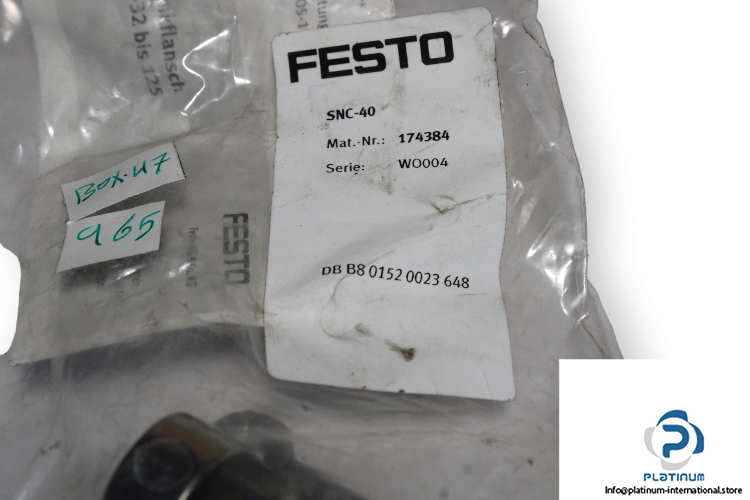 FESTO
SNC-40
Mat.-Nr.: 174384
Serie: WO004
DB B8 0152 0023 648
flansch
-32 bis 125
BOX.47
965
FESTO
PLATINUM
Info@platinum-international.store